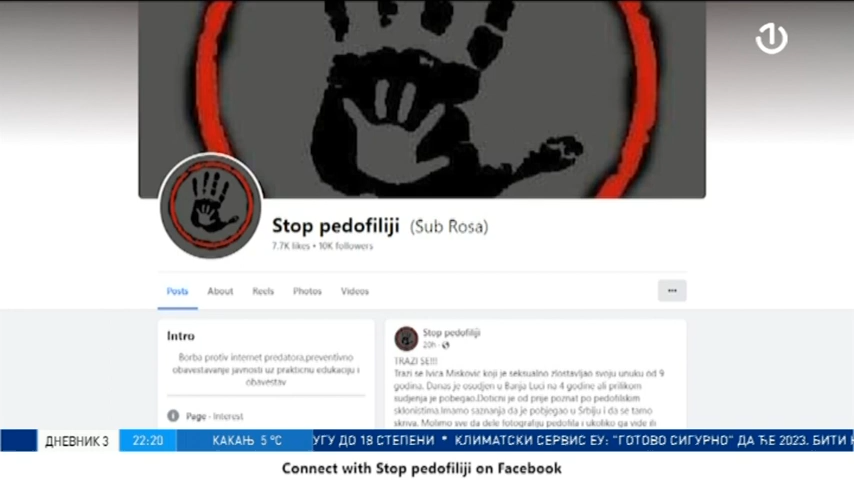 Stop pedofiliji (Sub Rosa)
7.7K likes • 10K followers
Posts About Reels Photos Videos
Intro
Borba protiv internet predatora,preventivno
obavestavanje javnosti uz prakticnu edukaciju i
obavestav
Page · Interest
Stop pedofiliji
20h
TRAZI SE!!!
Trazi se Ivica Miskovic koji je seksualno zlostavljao svoju unuku od 9
godina. Danas je osudjen u Banja Luci na 4 godine ali prilikom
sudjenja je pobegao.Doticni je od prije poznat po pedofilskim
sklonistima.Imamo saznanja da je pobjegao u Srbiju i da se tamo
skriva. Molimo sve da dele fotografiju pedofila i ukoliko ga vide ili
ДНЕВНИК 3 22:20 КАКАЊ 5 °C УГУ ДО 18 СТЕПЕНИ * КЛИМАТСКИ СЕРВИС ЕУ: "ГОТОВО СИГУРНО" ДА ЋЕ 2023. БИТИ
Connect with Stop pedofiliji on Facebook